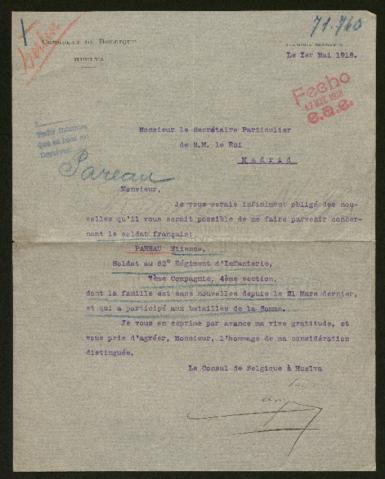 71.760
CONSULAT DE BELGIQUE
HUELVA
Le 1er Mai 1918.
Fecho
e.a.e.
Pareau
Monsieur le Secrétaire Particulier
de S.M. le Roi
Madrid
Monsieur,
Je vous serais infiniment obligé des nou-
velles qu'il vous serait possible de me faire parvenir concer-
nant le soldat français:
PAREAU Etienne,
Soldat au 82e Régiment d'Infanterie,
7ème Compagnie, 4ème section,
dont la famille est sans nouvelles depuis le 21 Mars dernier,
et qui a participé aux batailles de la Somme.
Je vous en exprime par avance ma vive gratitude, et
vous prie d'agréer, Monsieur, l'hommage de ma considération
distinguée.
Le Consul de Belgique à Huelva